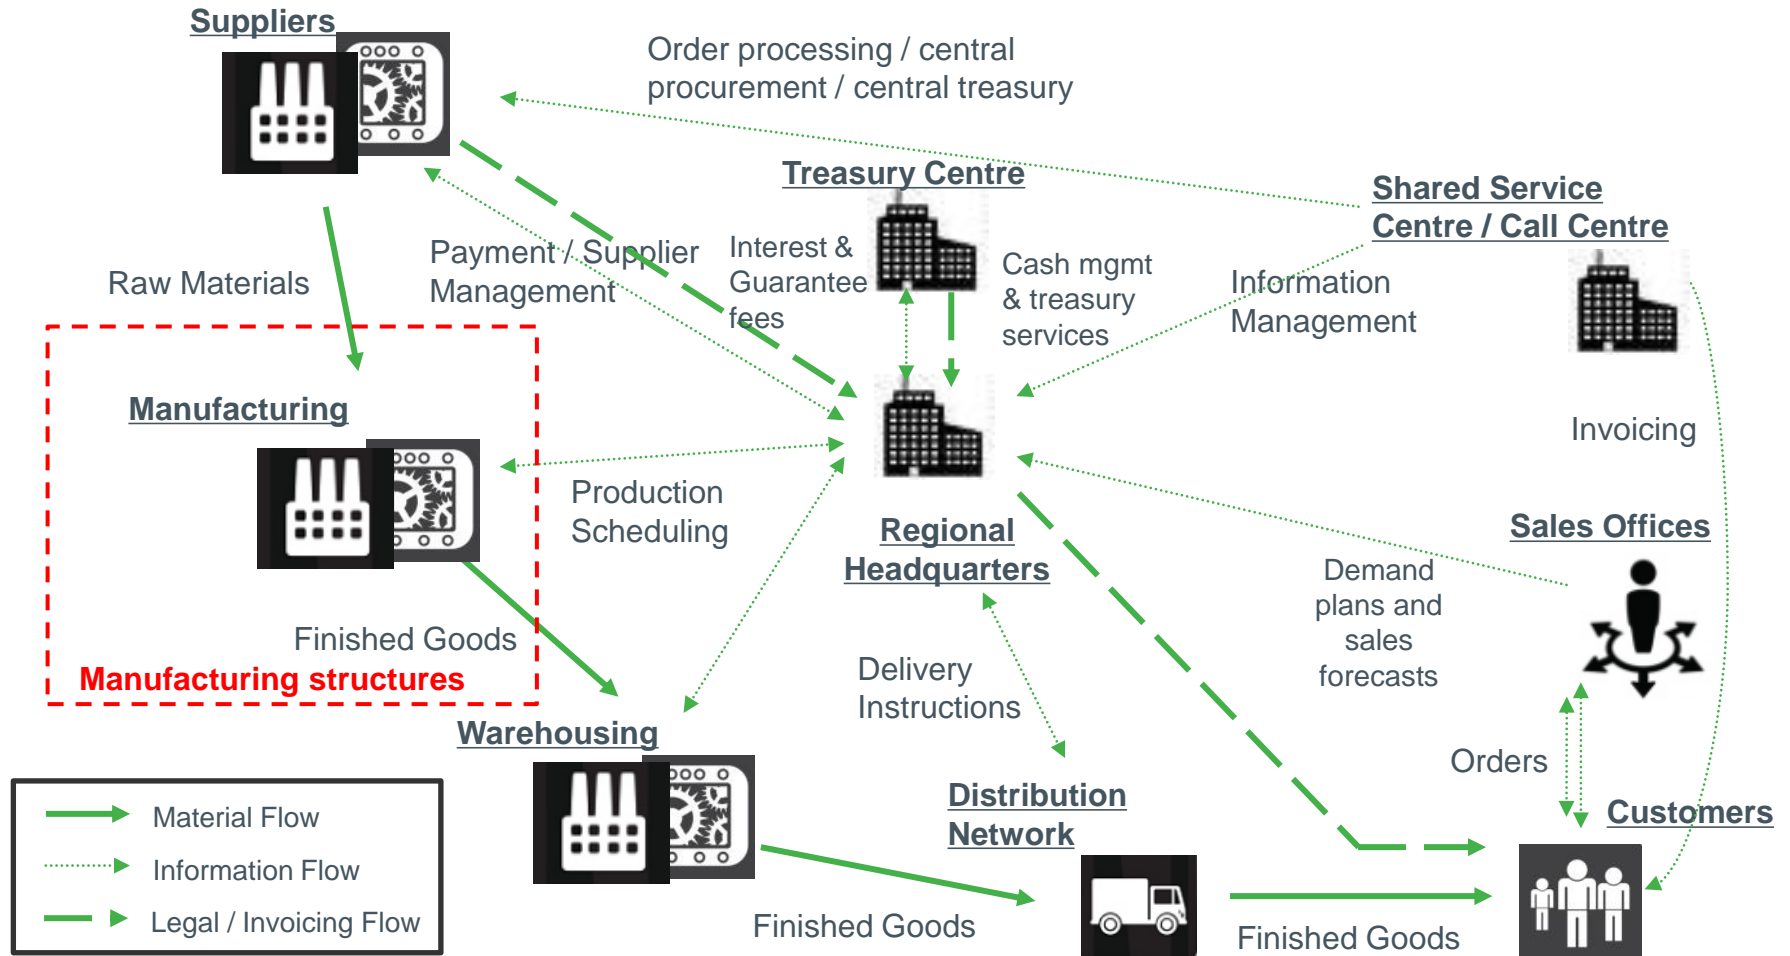 Suppliers
Order processing / central
procurement / central treasury
Treasury Centre
Shared Service
Centre / Call Centre
Raw Materials
Payment / Supplier
Management
Interest &
Guarantee
fees
Cash mgmt
& treasury
services
Information
Management
Manufacturing
Invoicing
Production
Scheduling
Regional
Headquarters
Sales Offices
Demand
plans and
sales
forecasts
Finished Goods
Manufacturing structures
Delivery
Instructions
Warehousing
Orders
Distribution
Network
Customers
Material Flow
Information Flow
Legal / Invoicing Flow
Finished Goods
Finished Goods